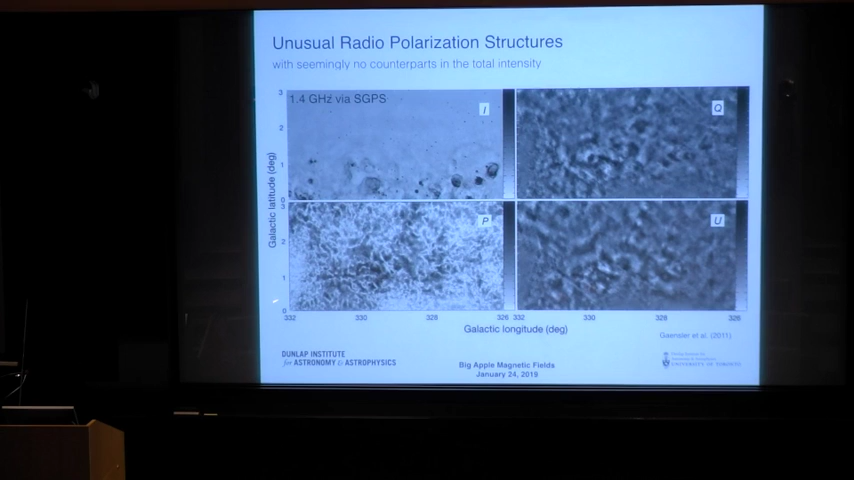 Unusual Radio Polarization Structures
with seemingly no counterparts in the total intensity
1.4 GHz via SGPS
I
Q
P
U
3
2
1
0
3
2
1
0
Galactic latitude (deg)
332 330 328 326 332 330 328 326
Galactic longitude (deg)
Gaensler et al. (2011)
DUNLAP INSTITUTE
for ASTRONOMY & ASTROPHYSICS
Big Apple Magnetic Fields
January 24, 2019
UNIVERSITY OF TORONTO